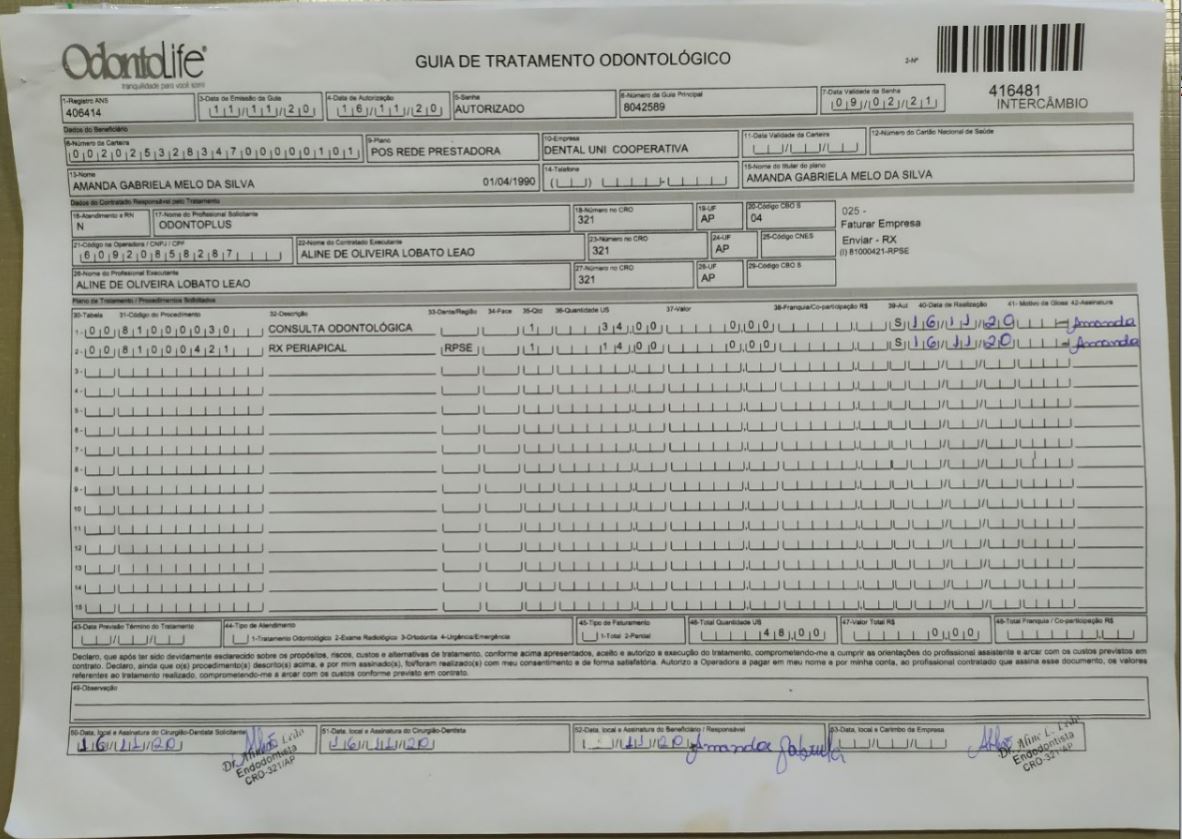 OdontoLife®
tranquilidade para você sorrir
GUIA DE TRATAMENTO ODONTOLÓGICO
2-Nº
416481
INTERCÂMBIO
1-Registro ANS
406414
3-Data de Emissão da Guia
11/11/20
4-Data de Autorização
16/11/20
5-Senha
AUTORIZADO
6-Número da Guia Principal
8042589
7-Data Validade da Senha
09/02/21
Dados do Beneficiário
8-Número da Carteira
00202532834700000101
9-Plano
POS REDE PRESTADORA
10-Empresa
DENTAL UNI COOPERATIVA
11-Data Validade da Carteira
12-Número do Cartão Nacional de Saúde
13-Nome
AMANDA GABRIELA MELO DA SILVA 01/04/1990
14-Telefone
15-Nome do titular do plano
AMANDA GABRIELA MELO DA SILVA
Dados do Contratado Responsável pelo Tratamento
16-Atendimento a RN
N
17-Nome do Profissional Solicitante
ODONTOPLUS
18-Número no CRO
321
19-UF
AP
20-Código CBO S
04
025 -
Faturar Empresa
Enviar - RX
(I) 81000421-RPSE
21-Código na Operadora / CNPJ / CPF
60920858287
22-Nome do Contratado Executante
ALINE DE OLIVEIRA LOBATO LEAO
23-Número no CRO
321
24-UF
AP
25-Código CNES
26-Nome do Profissional Executante
ALINE DE OLIVEIRA LOBATO LEAO
27-Número no CRO
321
28-UF
AP
29-Código CBO S
Plano de Tratamento / Procedimentos Solicitados
30-Tabela 31-Código do Procedimento 32-Descrição 33-Dente/Região 34-Face 35-Qtd 36-Quantidade US 37-Valor 38-Franquia/Co-participação R$ 39-Aut 40-Data de Realização 41- Motivo da Glosa 42-Assinatura
1- 00 81000030 CONSULTA ODONTOLÓGICA 1 34,00 0,00 S 16/11/20 Amanda
2- 00 81000421 RX PERIAPICAL RPSE 1 14,00 0,00 S 16/11/20 Amanda
3-
4-
5-
6-
7-
8-
9-
10
11
12
13
14
15
43-Data Previsão Término do Tratamento
44-Tipo de Atendimento
1-Tratamento Odontológico 2-Exame Radiológico 3-Ortodontia 4-Urgência/Emergência
45-Tipo de Faturamento
1-Total 2-Parcial
46-Total Quantidade US
48,00
47-Valor Total R$
0,00
48-Total Franquia / Co-participação R$
Declaro, que após ter sido devidamente esclarecido sobre os propósitos, riscos, custos e alternativas de tratamento, conforme acima apresentados, aceito e autorizo a execução do tratamento, comprometendo-me a cumprir as orientações do profissional assistente e arcar com os custos previstos em
contrato. Declaro, ainda que o(s) procedimento(s) descrito(s) acima, e por mim assinado(s), foi/foram realizado(s) com meu consentimento e de forma satisfatória. Autorizo a Operadora a pagar em meu nome e por minha conta, ao profissional contratado que assina esse documento, os valores
referentes ao tratamento realizado, comprometendo-me a arcar com os custos conforme previsto em contrato.
49-Observação
50-Data, local e Assinatura do Cirurgião-Dentista Solicitante
16/11/20
51-Data, local e Assinatura do Cirurgião-Dentista
16/11/20
52-Data, local e Assinatura do Beneficiário / Responsável
/11/20 Amanda Gabriela
53-Data, local e Carimbo da Empresa
Endodontista
CRO-321/AP
Dr. Aline L. Leão
Endodontista
CRO-321/AP